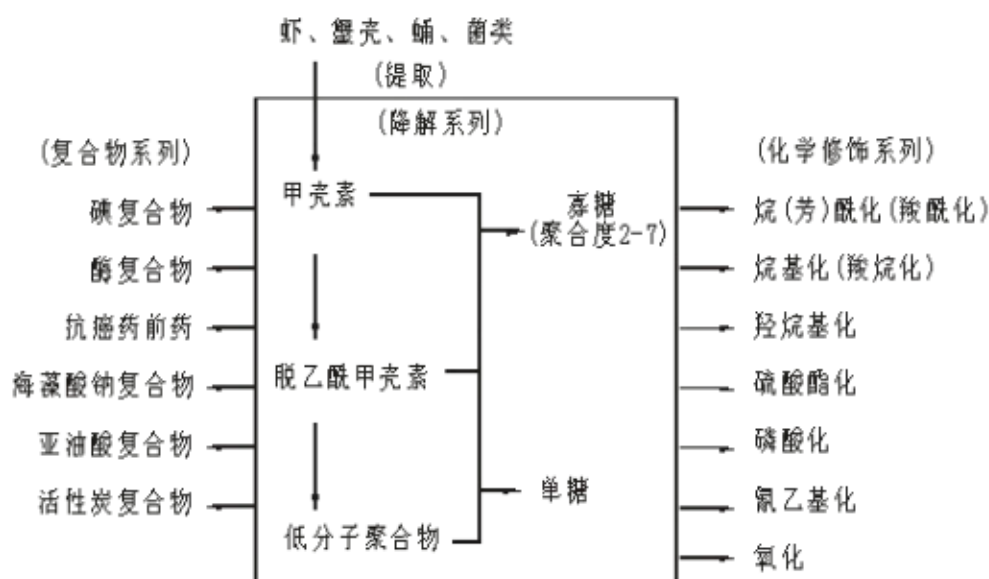 虾、蟹壳、蛹、菌类
(提取)
(降解系列)
(复合物系列)
碘复合物
酶复合物
抗癌药前药
海藻酸钠复合物
亚油酸复合物
活性炭复合物
甲壳素
脱乙酰甲壳素
低分子聚合物
寡糖
(聚合度2-7)
单糖
(化学修饰系列)
烷(芳)酰化(羧酰化)
烷基化(羧烷化)
羟烷基化
硫酸酯化
磷酸化
氰乙基化
氧化